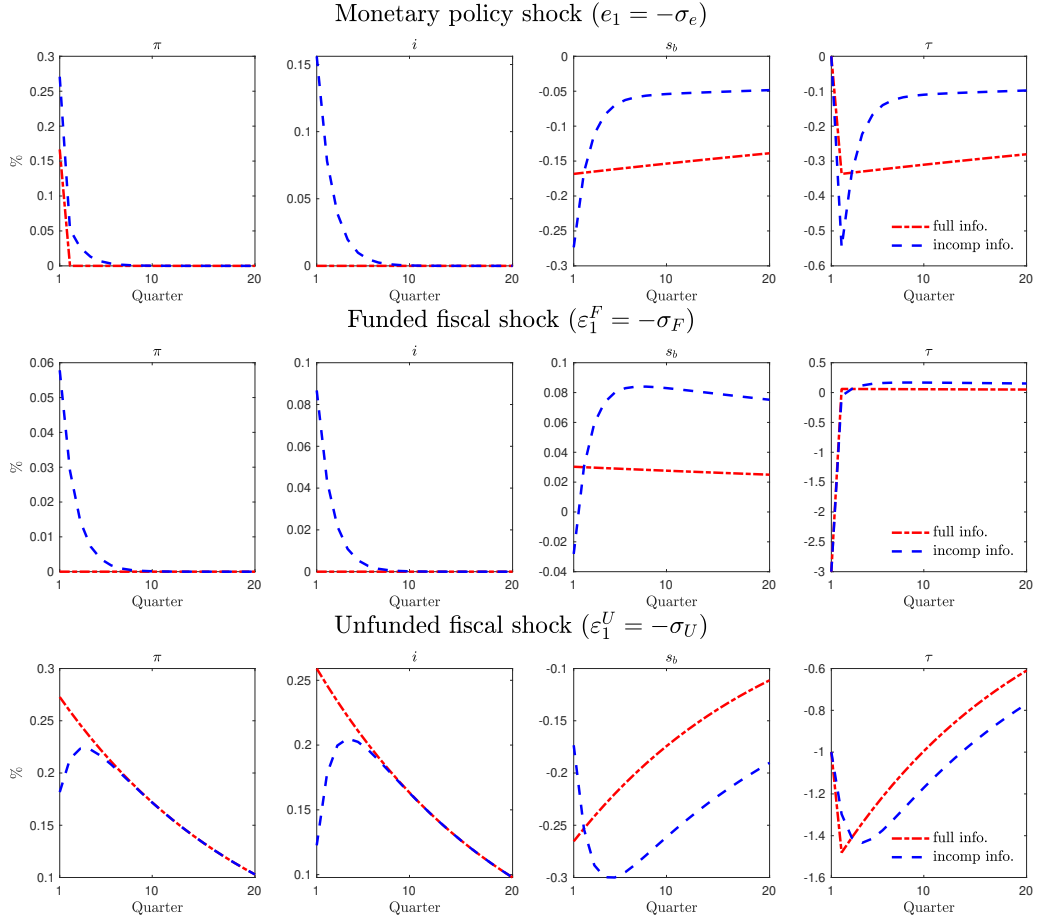 Monetary policy shock (e₁ = −σₑ)
π i s_b τ
0.3 0.25 0.2 0.15 0.1 0.05 0
%
1 10 20
Quarter
0.15 0.1 0.05 0
1 10 20
Quarter
0 -0.05 -0.1 -0.15 -0.2 -0.25 -0.3
1 10 20
Quarter
0 -0.1 -0.2 -0.3 -0.4 -0.5 -0.6
full info.
incomp info.
1 10 20
Quarter
Funded fiscal shock (ε₁^F = −σ_F)
π i s_b τ
0.06 0.05 0.04 0.03 0.02 0.01 0
%
1 10 20
Quarter
0.1 0.08 0.06 0.04 0.02 0
1 10 20
Quarter
0.1 0.08 0.06 0.04 0.02 0 -0.02 -0.04
1 10 20
Quarter
0.5 0 -0.5 -1 -1.5 -2 -2.5 -3
full info.
incomp info.
1 10 20
Quarter
Unfunded fiscal shock (ε₁^U = −σ_U)
π i s_b τ
0.3 0.25 0.2 0.15 0.1
%
1 10 20
Quarter
0.25 0.2 0.15 0.1
1 10 20
Quarter
-0.1 -0.15 -0.2 -0.25 -0.3
1 10 20
Quarter
-0.6 -0.8 -1 -1.2 -1.4 -1.6
full info.
incomp info.
1 10 20
Quarter